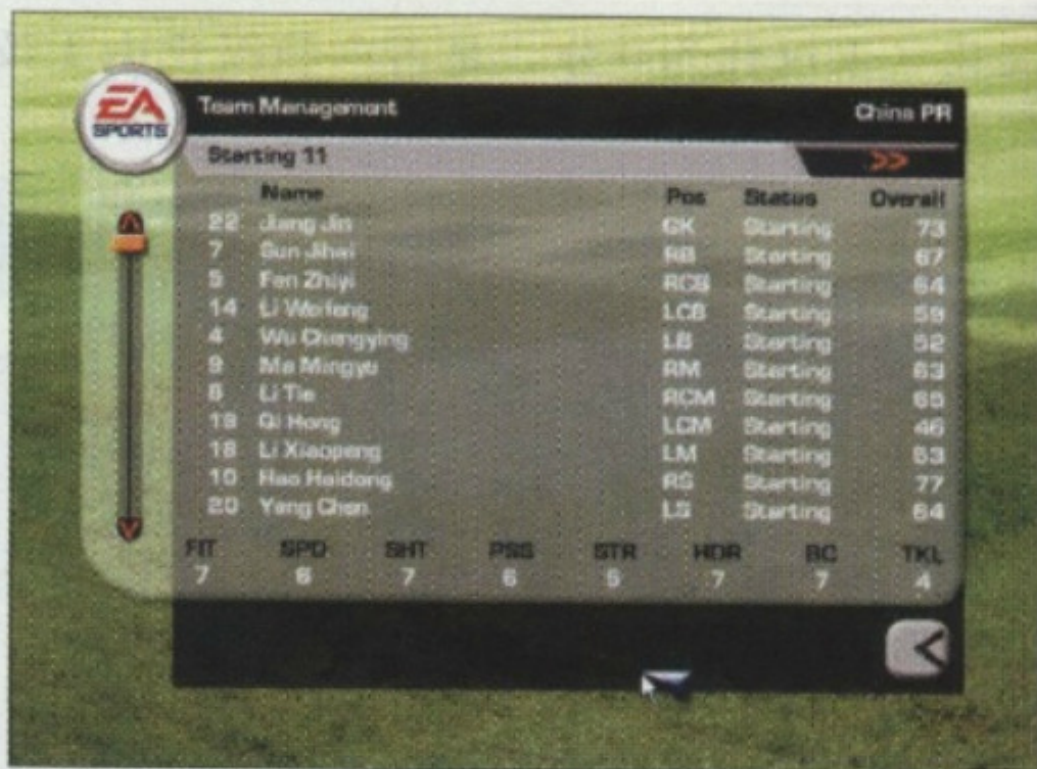 EA
SPORTS
Team Management China PR
Starting 11 >>
Name Pos Status Overall
22 Jiang Jin GK Starting 73
7 Sun Jihai RB Starting 67
5 Fan Zhiyi RCB Starting 64
14 Li Weifeng LCB Starting 59
4 Wu Chengying LB Starting 52
9 Ma Mingyu RM Starting 63
8 Li Tie RCM Starting 65
19 Qi Hong LCM Starting 46
18 Li Xiaopeng LM Starting 53
10 Hao Haidong RS Starting 77
20 Yang Chen LS Starting 64
FIT SPD SHT PSS STR HDR BC TKL
7 6 7 6 5 7 7 4